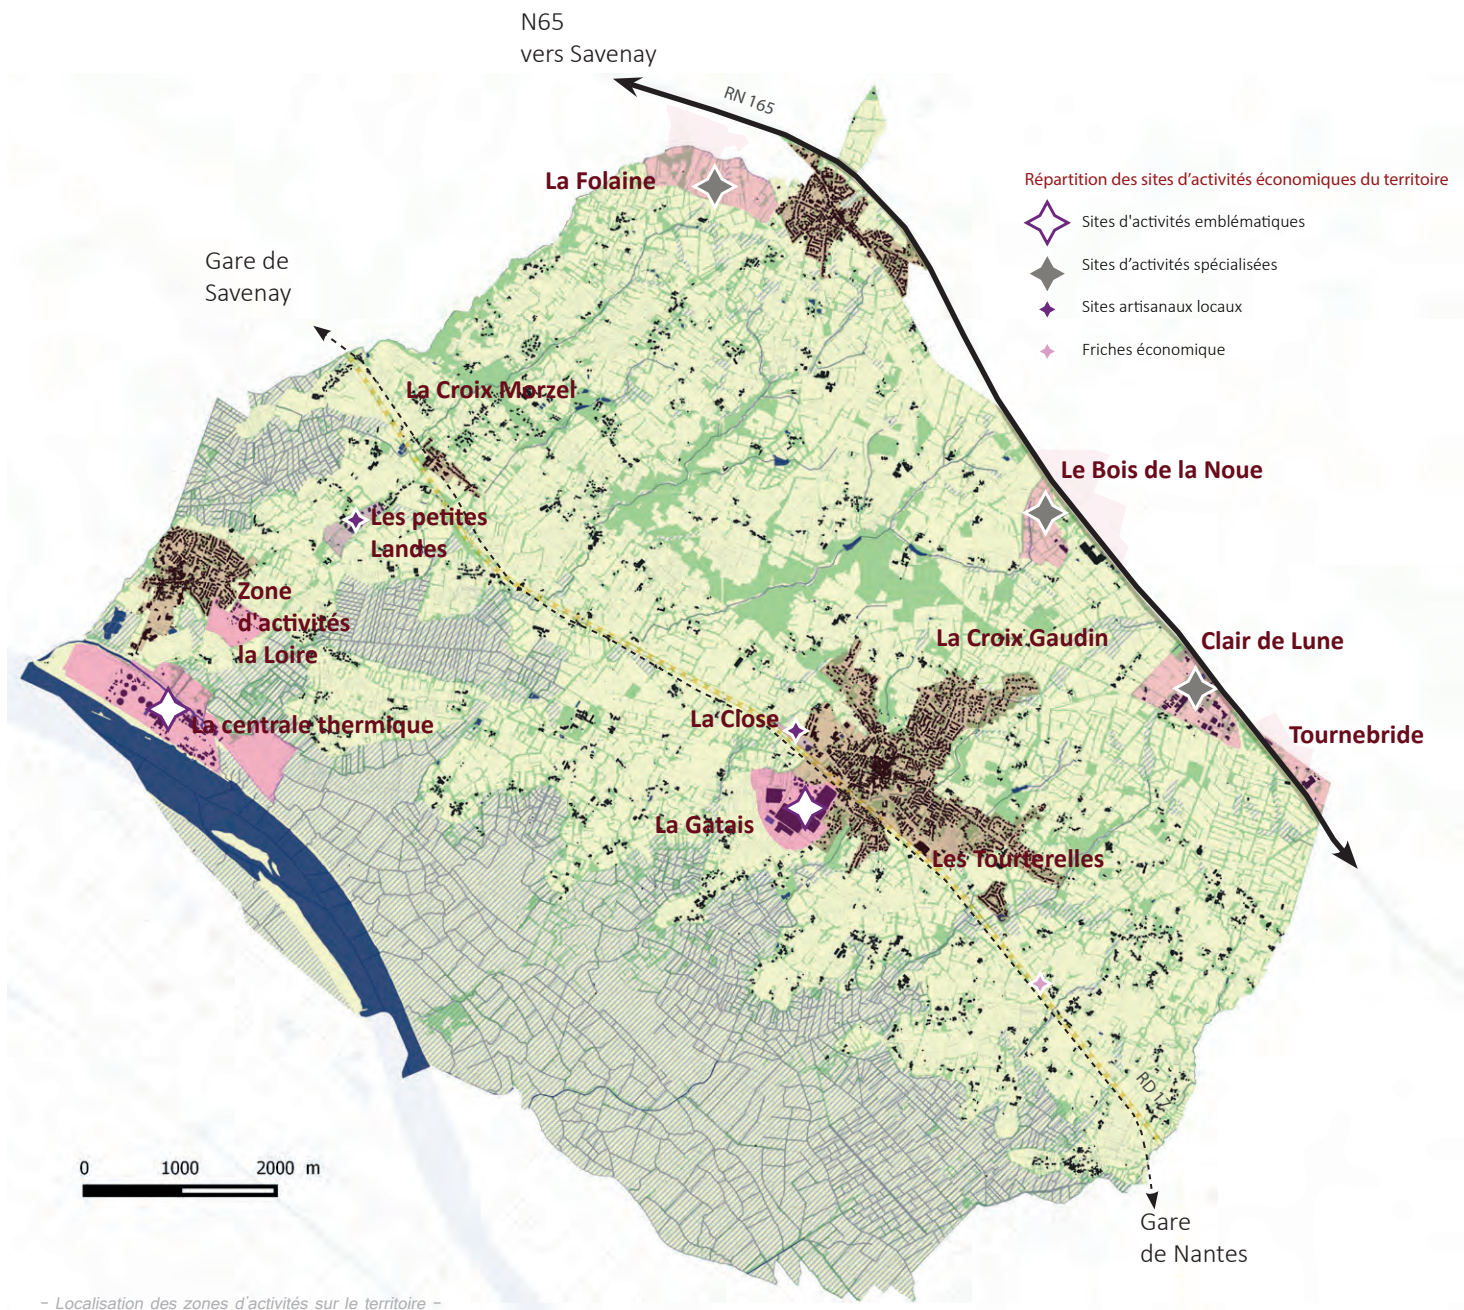 N65
vers Savenay
RN 165
La Folaine
Répartition des sites d'activités économiques du territoire
Sites d'activités emblématiques
Sites d'activités spécialisées
Sites artisanaux locaux
Friches économique
Gare de
Savenay
La Croix Morzel
Le Bois de la Noue
Les petites
Landes
Zone
d'activités
la Loire
La Croix Gaudin
Clair de Lune
La centrale thermique
La Close
Tournebride
La Gâtais
Les Tourterelles
RD 17
0 1000 2000 m
Gare
de Nantes
- Localisation des zones d'activités sur le territoire -